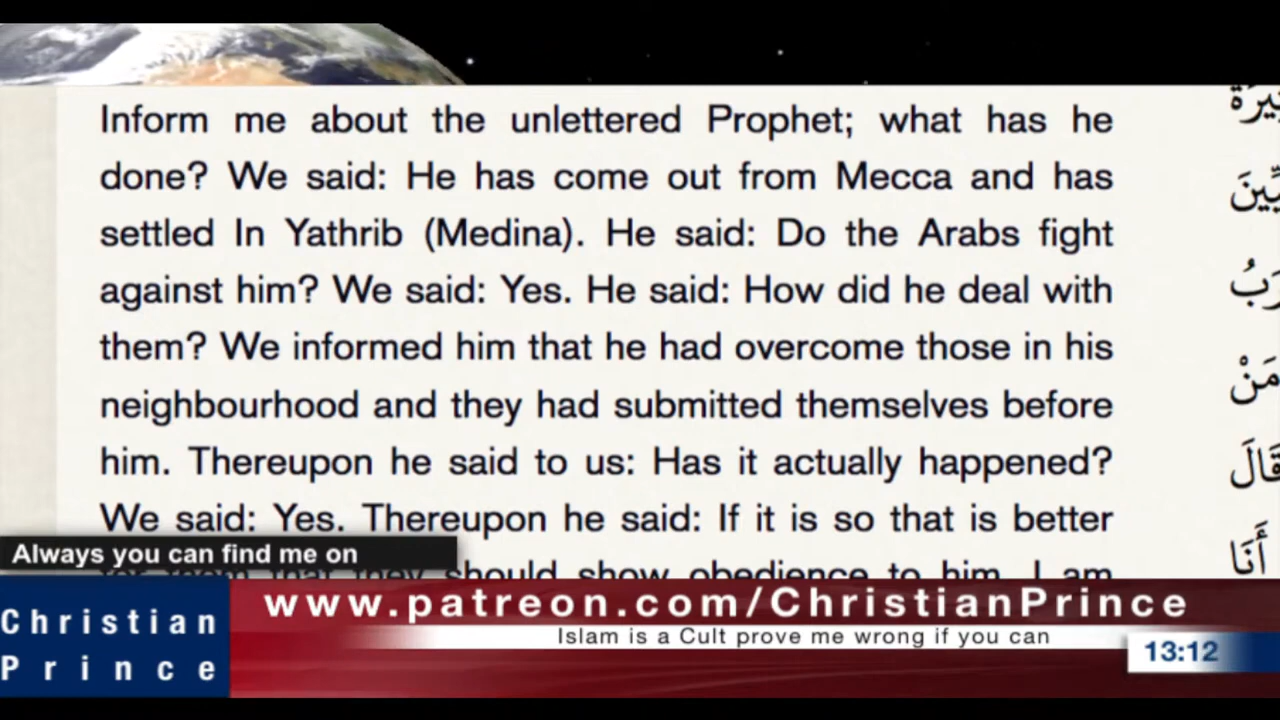 Inform me about the unlettered Prophet; what has he
done? We said: He has come out from Mecca and has
settled In Yathrib (Medina). He said: Do the Arabs fight
against him? We said: Yes. He said: How did he deal with
them? We informed him that he had overcome those in his
neighbourhood and they had submitted themselves before
him. Thereupon he said to us: Has it actually happened?
We said: Yes. Thereupon he said: If it is so that is better
for them that they should show obedience to him. I am
مَنْ
أَنَا
Always you can find me on
www.patreon.com/ChristianPrince
Islam is a Cult prove me wrong if you can
Christian
Prince
13:12